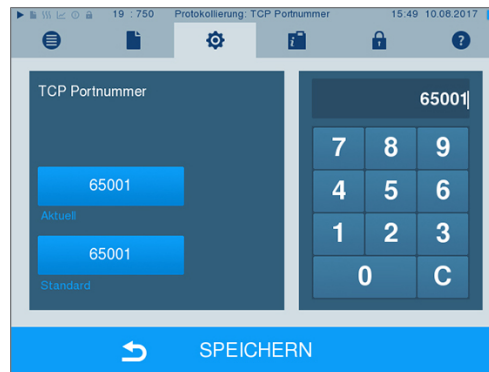 19 : 750 Protokollierung: TCP Portnummer 15:49 10.08.2017
TCP Portnummer
65001
Aktuell
65001
Standard
65001
7 8 9
4 5 6
1 2 3
0 C
SPEICHERN